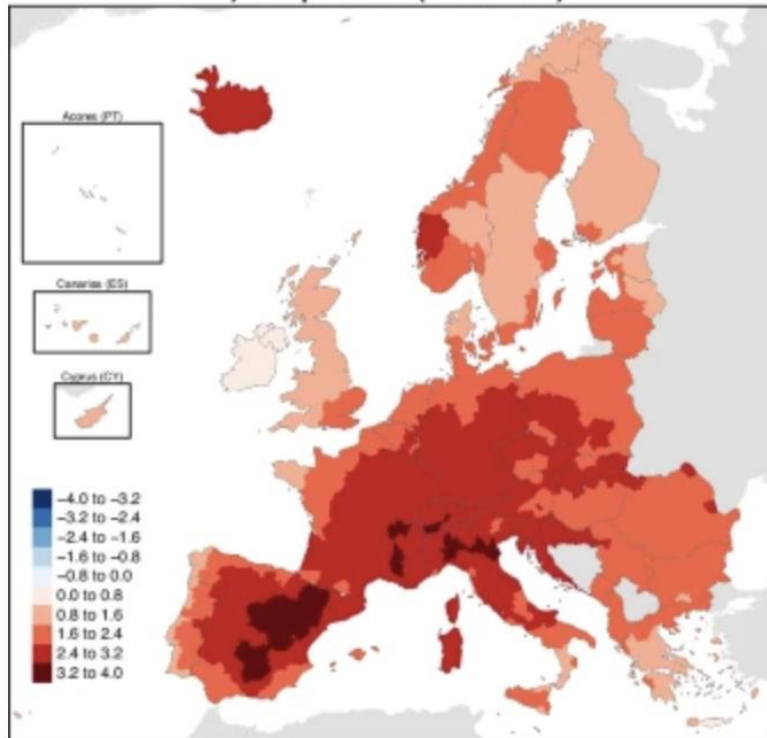 Acores (PT)
Canarias (ES)
Cyprus (CY)
−4.0 to −3.2
−3.2 to −2.4
−2.4 to −1.6
−1.6 to −0.8
−0.8 to 0.0
0.0 to 0.8
0.8 to 1.6
1.6 to 2.4
2.4 to 3.2
3.2 to 4.0